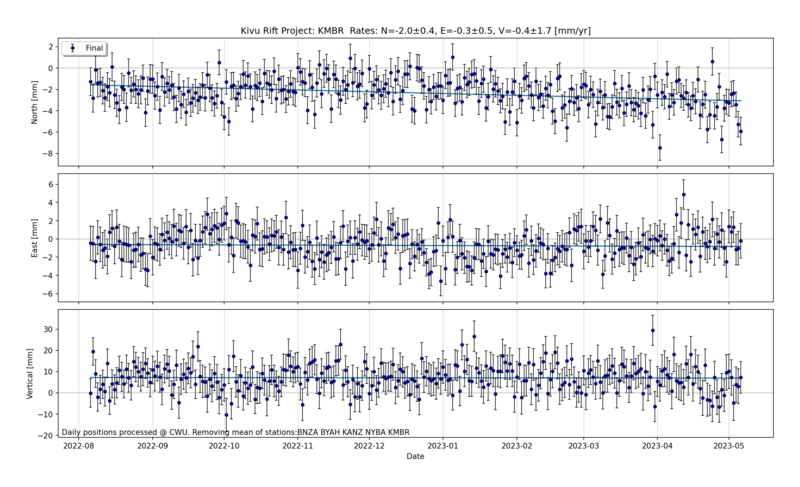 Kivu Rift Project: KMBR Rates: N=-2.0±0.4, E=-0.3±0.5, V=-0.4±1.7 [mm/yr]
Final
North [mm]
2
0
−2
−4
−6
−8
East [mm]
6
4
2
0
−2
−4
−6
Vertical [mm]
30
20
10
0
−10
−20
Daily positions processed @ CWU. Removing mean of stations:BNZA BYAH KANZ NYBA KMBR
2022-08 2022-09 2022-10 2022-11 2022-12 2023-01 2023-02 2023-03 2023-04 2023-05
Date